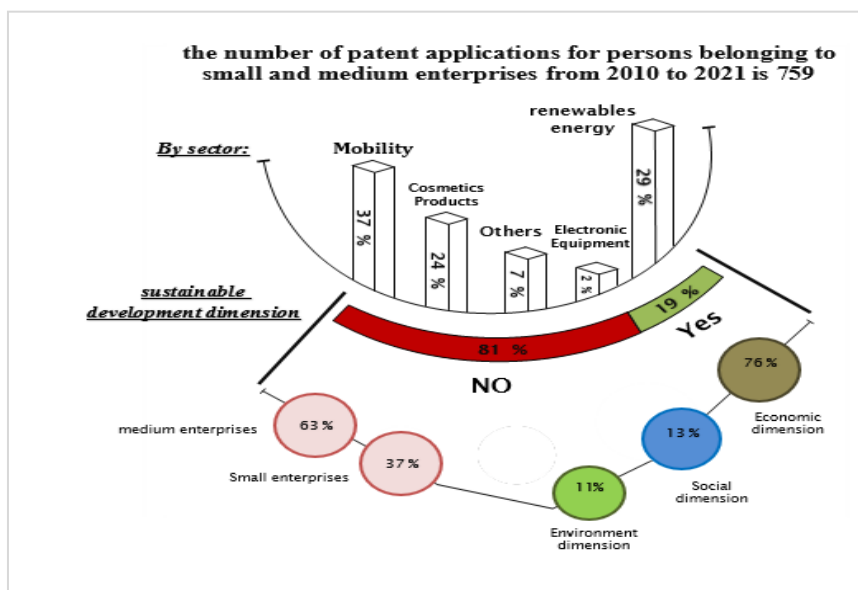 the number of patent applications for persons belonging to
small and medium enterprises from 2010 to 2021 is 759
renewables
energy
By sector:
Mobility
Cosmetics
Products
Others
Electronic
Equipment
37 %
24 %
7 %
2 %
29 %
sustainable
development dimension
81 %
19 %
NO
Yes
76 %
Economic
dimension
medium enterprises
63 %
13 %
Small enterprises
37 %
Social
dimension
11%
Environment
dimension